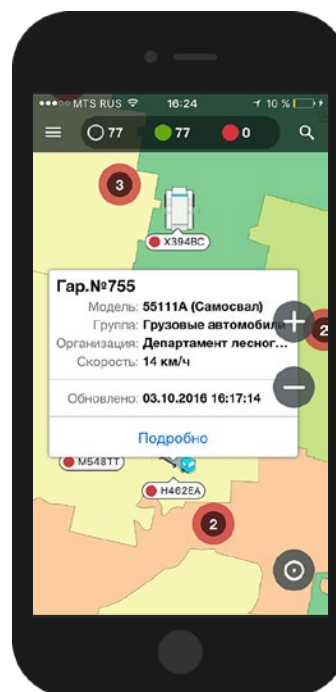 MTS RUS 16:24 10 %
77 77 0
3
X394BC
Гар.№755
Модель: 55111А (Самосвал)
Группа: Грузовые автомобили
2
Организация: Департамент лесног...
Скорость: 14 км/ч
Обновлено: 03.10.2016 16:17:14
Подробно
M548TT
H462EA
2